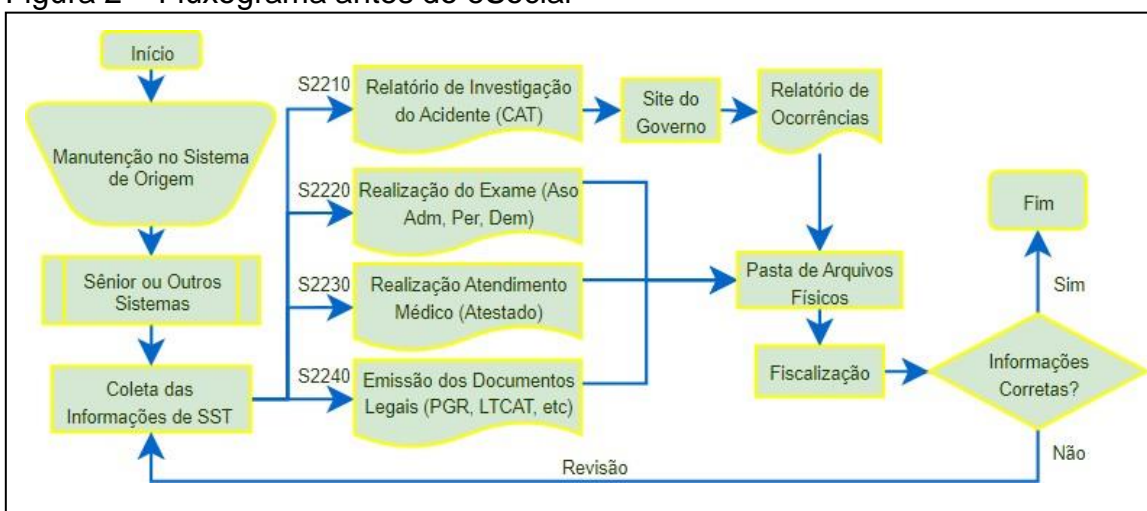 Figura 2 – Fluxograma antes do eSocial
Início
Manutenção no Sistema
de Origem
Sênior ou Outros
Sistemas
Coleta das
Informações de SST
S2210
Relatório de Investigação
do Acidente (CAT)
Site do
Governo
Relatório de
Ocorrências
S2220
Realização do Exame (Aso
Adm, Per, Dem)
S2230
Realização Atendimento
Médico (Atestado)
S2240
Emissão dos Documentos
Legais (PGR, LTCAT, etc)
Pasta de Arquivos
Físicos
Fiscalização
Informações
Corretas?
Sim
Fim
Não
Revisão